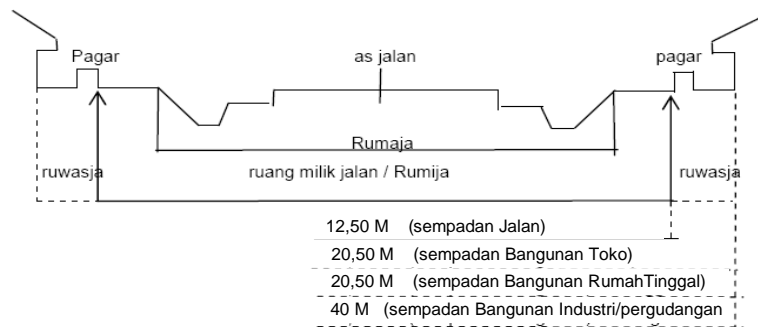 Pagar as jalan pagar
Rumaja
ruwasja ruang milik jalan / Rumija ruwasja
12,50 M (sempadan Jalan)
20,50 M (sempadan Bangunan Toko)
20,50 M (sempadan Bangunan RumahTinggal)
40 M (sempadan Bangunan Industri/pergudangan